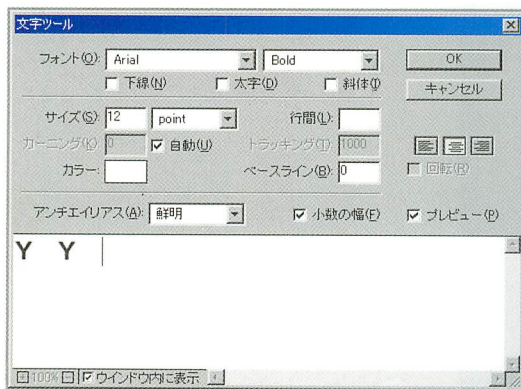 文字ツール
フォント(O): Arial Bold OK
下線(N) 太字(D) 斜体(I) キャンセル
サイズ(S): 12 point 行間(L):
カーニング(K) 0 自動(U) トラッキング(T): 1000
カラー: ベースライン(B): 0 回転(R)
アンチエイリアス(A): 鮮明 小数の幅(F) プレビュー(P)
Y Y
100% ウインドウ内に表示